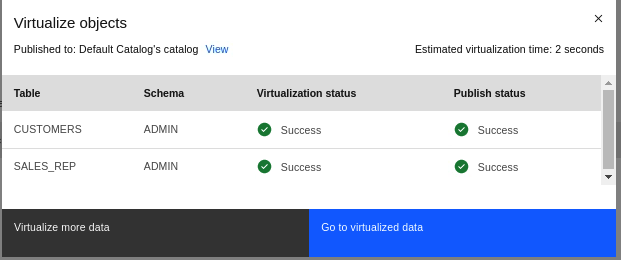 Virtualize objects
Published to: Default Catalog's catalog View Estimated virtualization time: 2 seconds
Table Schema Virtualization status Publish status
CUSTOMERS ADMIN Success Success
SALES_REP ADMIN Success Success
Virtualize more data Go to virtualized data